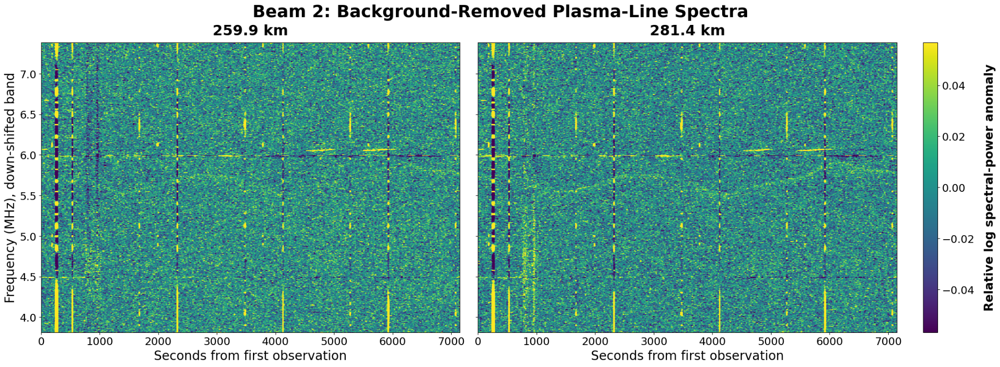 Beam 2: Background-Removed Plasma-Line Spectra
259.9 km
281.4 km
Frequency (MHz), down-shifted band
7.0
6.5
6.0
5.5
5.0
4.5
4.0
0 1000 2000 3000 4000 5000 6000 7000
Seconds from first observation
0 1000 2000 3000 4000 5000 6000 7000
Seconds from first observation
0.04
0.02
0.00
−0.02
−0.04
Relative log spectral-power anomaly